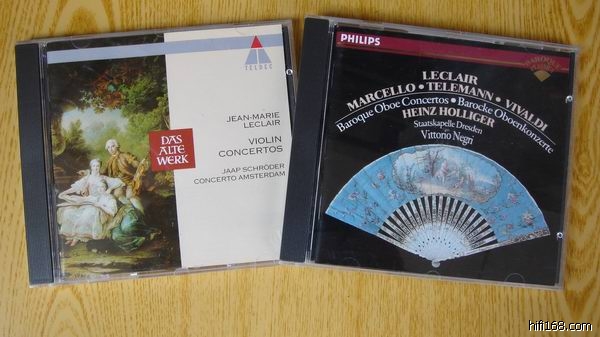 TELDEC
JEAN-MARIE
LECLAIR
VIOLIN
CONCERTOS
JAAP SCHRÖDER
CONCERTO AMSTERDAM
DAS
ALTE
WERK
PHILIPS
LECLAIR
MARCELLO • TELEMANN • VIVALDI
Baroque Oboe Concertos • Barocke Oboenkonzerte
HEINZ HOLLIGER
Staatskapelle Dresden
Vittorio Negri
hifi168.com